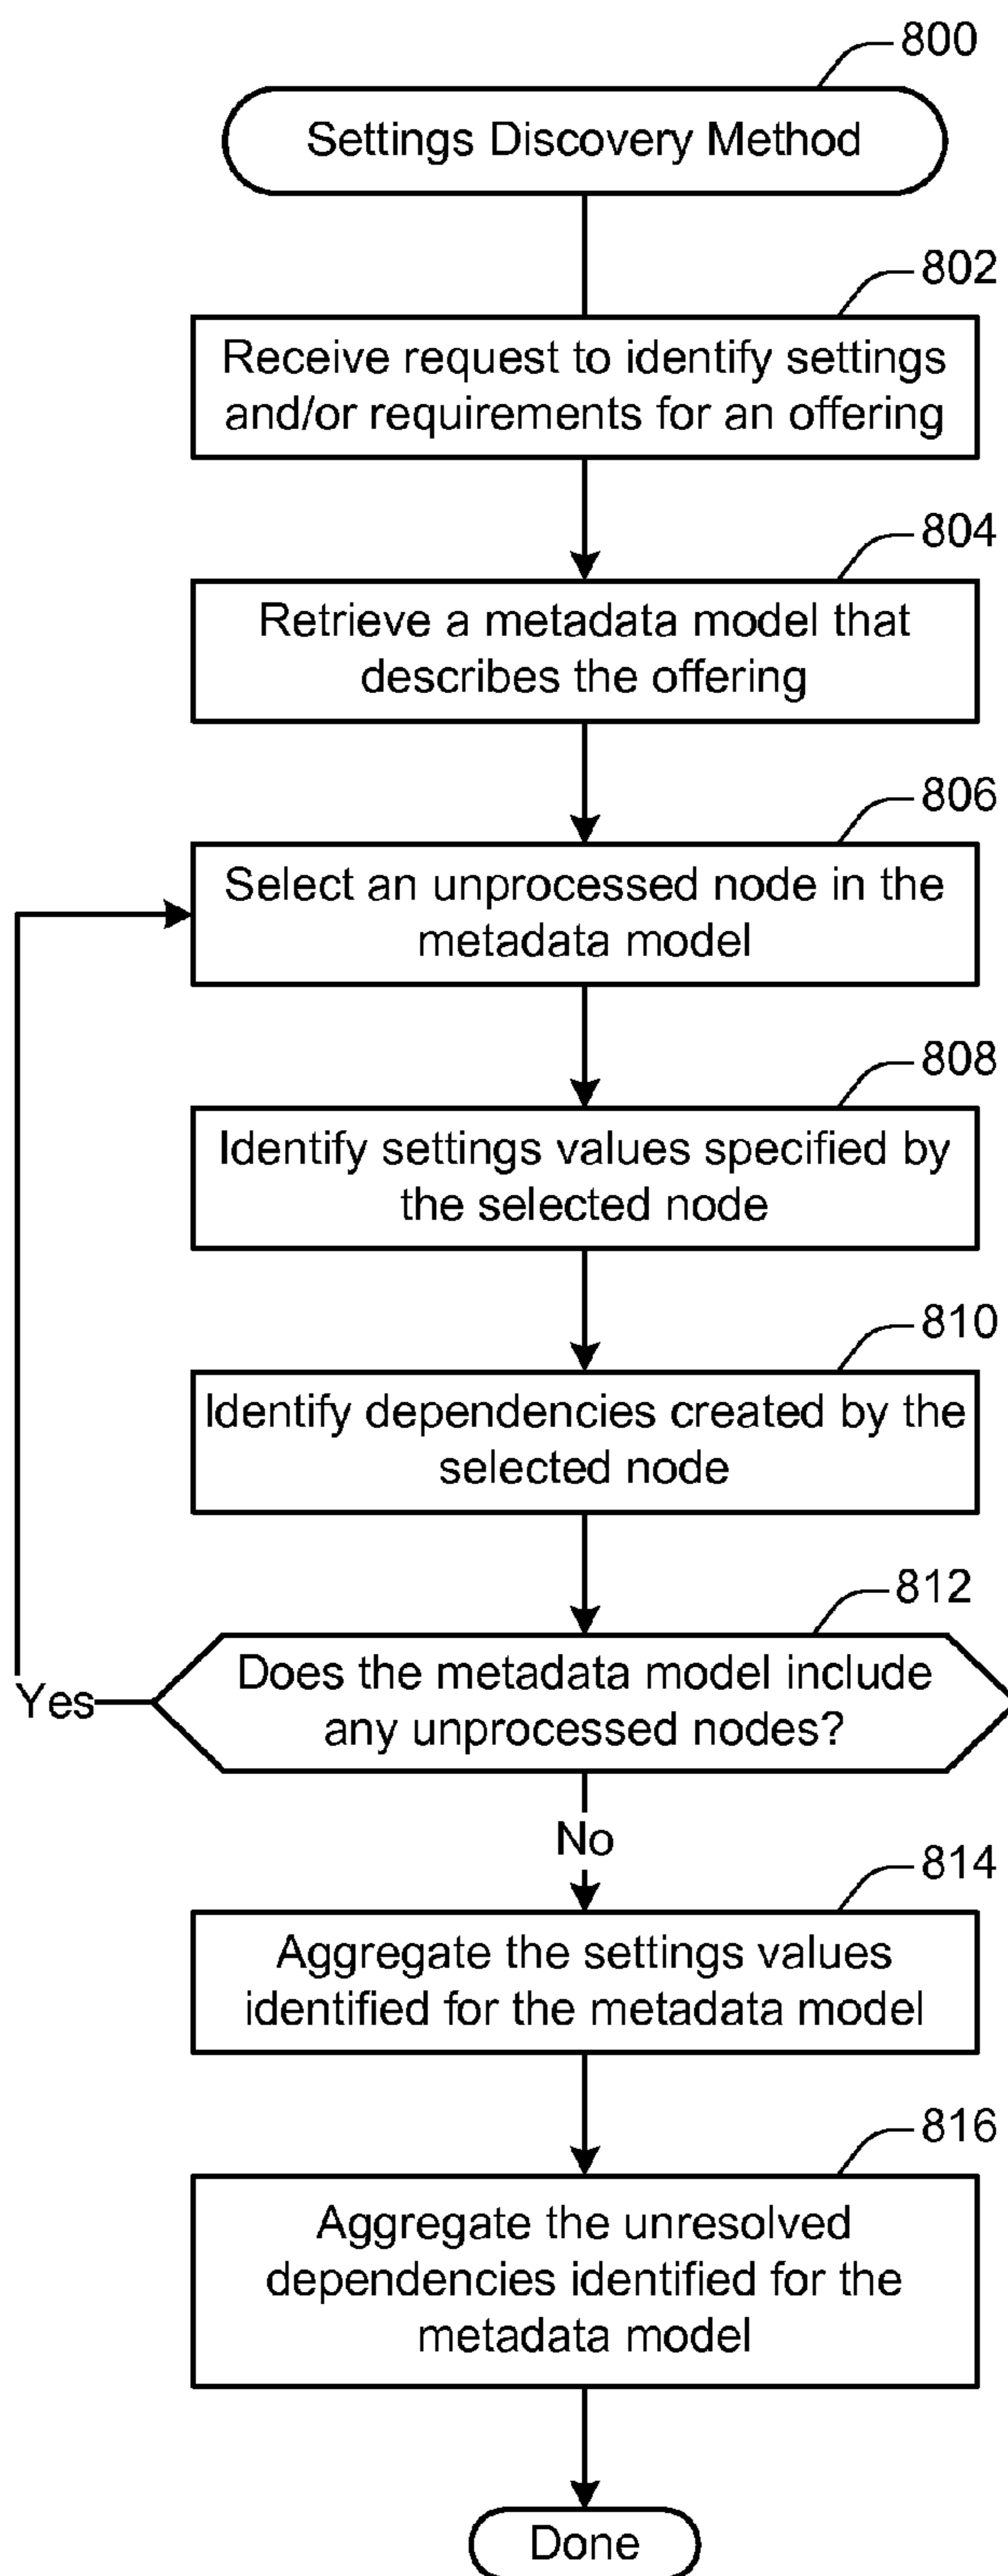 800
Settings Discovery Method
802
Receive request to identify settings
and/or requirements for an offering
804
Retrieve a metadata model that
describes the offering
806
Select an unprocessed node in the
metadata model
808
Identify settings values specified by
the selected node
810
Identify dependencies created by the
selected node
812
Does the metadata model include
any unprocessed nodes?
Yes
No
814
Aggregate the settings values
identified for the metadata model
816
Aggregate the unresolved
dependencies identified for the
metadata model
Done